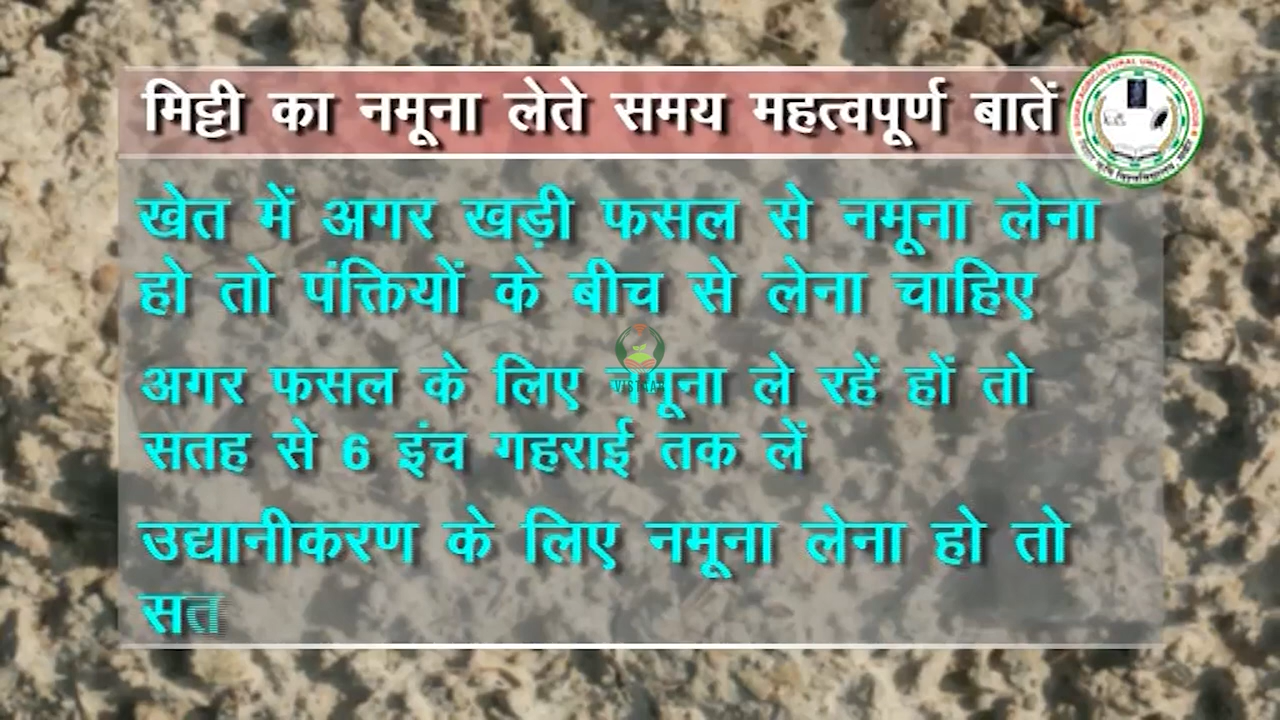 मिट्टी का नमूना लेते समय महत्वपूर्ण बातें
खेत में अगर खड़ी फसल से नमूना लेना
हो तो पंक्तियों के बीच से लेना चाहिए
अगर फसल के लिए नमूना ले रहें हों तो
सतह से 6 इंच गहराई तक लें
उद्यानीकरण के लिए नमूना लेना हो तो
सत
VISTAAR